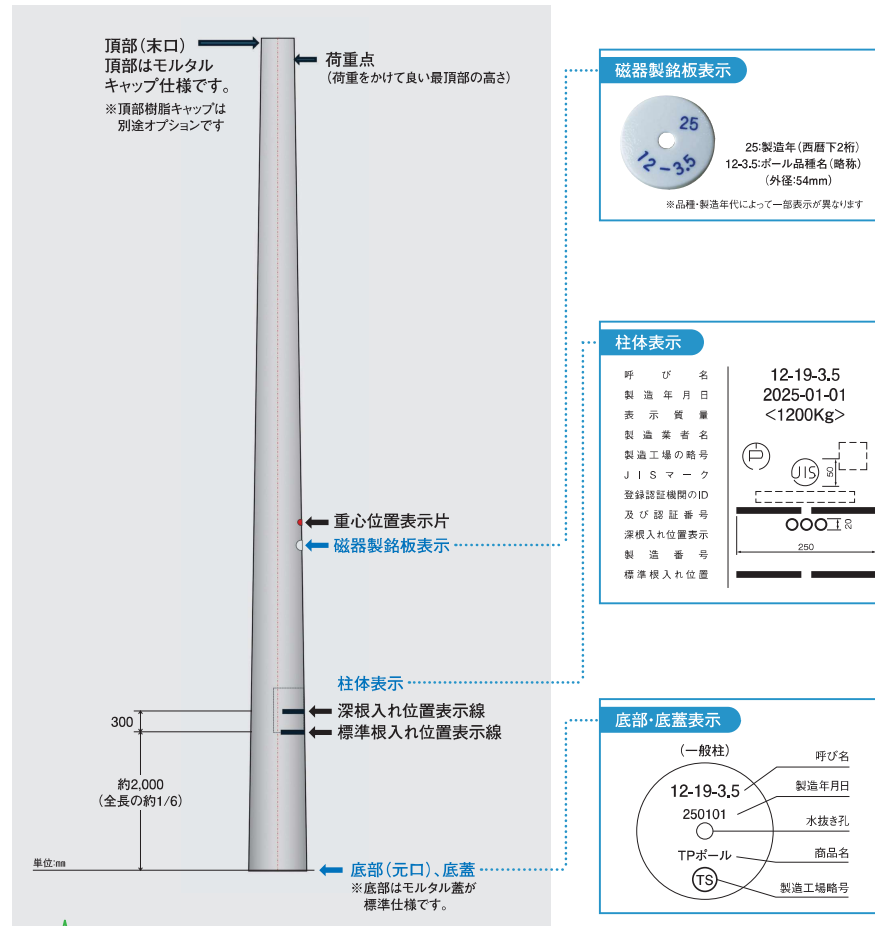 頂部(末口)
頂部はモルタル
キャップ仕様です。
※頂部樹脂キャップは
別途オプションです
荷重点
(荷重をかけて良い最頂部の高さ)
重心位置表示片
磁器製銘板表示
柱体表示
深根入れ位置表示線
標準根入れ位置表示線
300
約2,000
(全長の約1/6)
単位:mm
底部(元口)、底蓋
※底部はモルタル蓋が
標準仕様です。
磁器製銘板表示
25
12-3.5
25:製造年(西暦下2桁)
12-3.5:ポール品種名(略称)
(外径:54mm)
※品種・製造年代によって一部表示が異なります
柱体表示
呼び名
製造年月日
表示質量
製造業者名
製造工場の略号
JISマーク
登録認証機関のID
及び認証番号
深根入れ位置表示
製造番号
標準根入れ位置
12-19-3.5
2025-01-01
<1200Kg>
JIS
50
20
250
底部・底蓋表示
(一般柱)
12-19-3.5
250101
TPポール
TS
呼び名
製造年月日
水抜き孔
商品名
製造工場略号